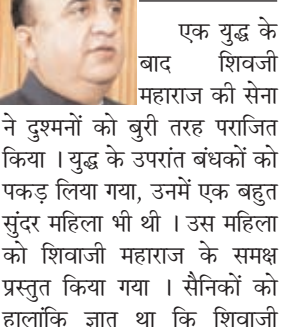 एक युद्ध के
बाद शिवजी
महाराज की सेना
ने दुश्मनों को बुरी तरह पराजित
किया । युद्ध के उपरांत बंधकों को
पकड़ लिया गया, उनमें एक बहुत
सुंदर महिला भी थी । उस महिला
को शिवाजी महाराज के समक्ष
प्रस्तुत किया गया । सैनिकों को
हालांकि ज्ञात था कि शिवाजी